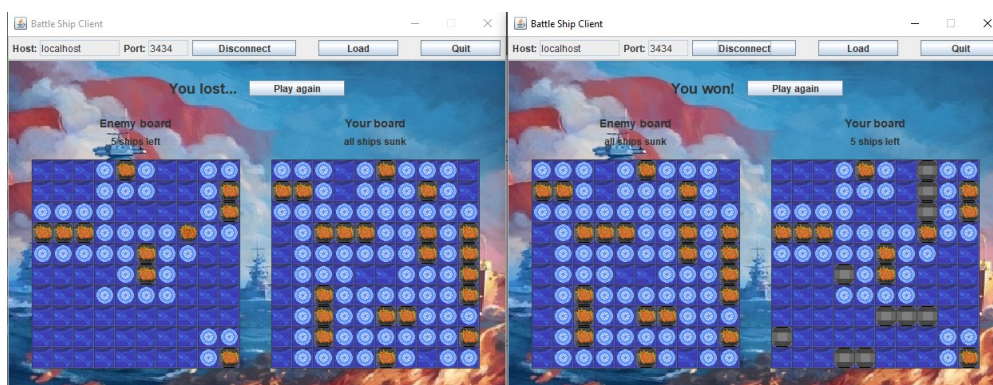 Battle Ship Client
Host: localhost Port: 3434 Disconnect Load Quit
You lost... Play again
Enemy board Your board
5 ships left all ships sunk
Battle Ship Client
Host: localhost Port: 3434 Disconnect Load Quit
You won! Play again
Enemy board Your board
all ships sunk 5 ships left